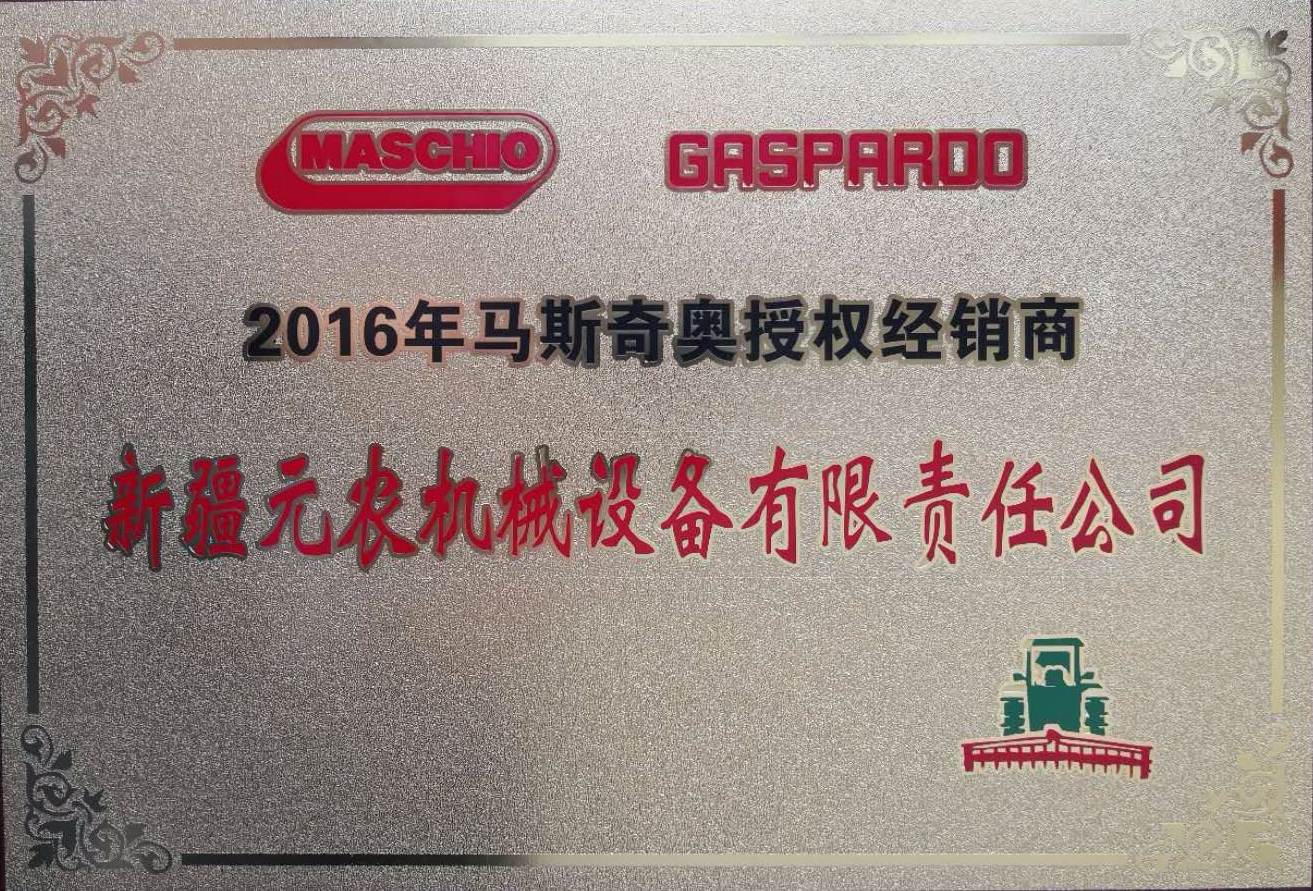 MASCHIO GASPARDO
2016年马斯奇奥授权经销商
新疆元农机械设备有限责任公司